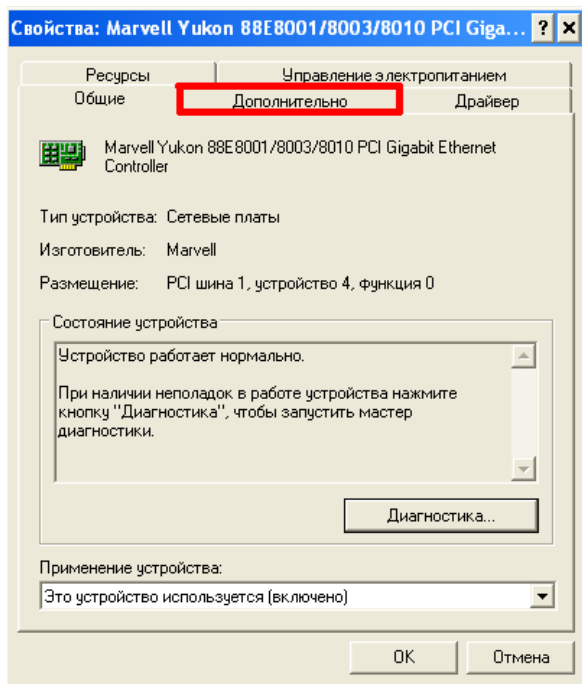 Свойства: Marvell Yukon 88E8001/8003/8010 PCI Giga...
Ресурсы
Управление электропитанием
Общие
Дополнительно
Драйвер
Marvell Yukon 88E8001/8003/8010 PCI Gigabit Ethernet
Controller
Тип устройства: Сетевые платы
Изготовитель: Marvell
Размещение: PCI шина 1, устройство 4, функция 0
Состояние устройства
Устройство работает нормально.
При наличии неполадок в работе устройства нажмите
кнопку "Диагностика", чтобы запустить мастер
диагностики.
Диагностика...
Применение устройства:
Это устройство используется (включено)
OK
Отмена